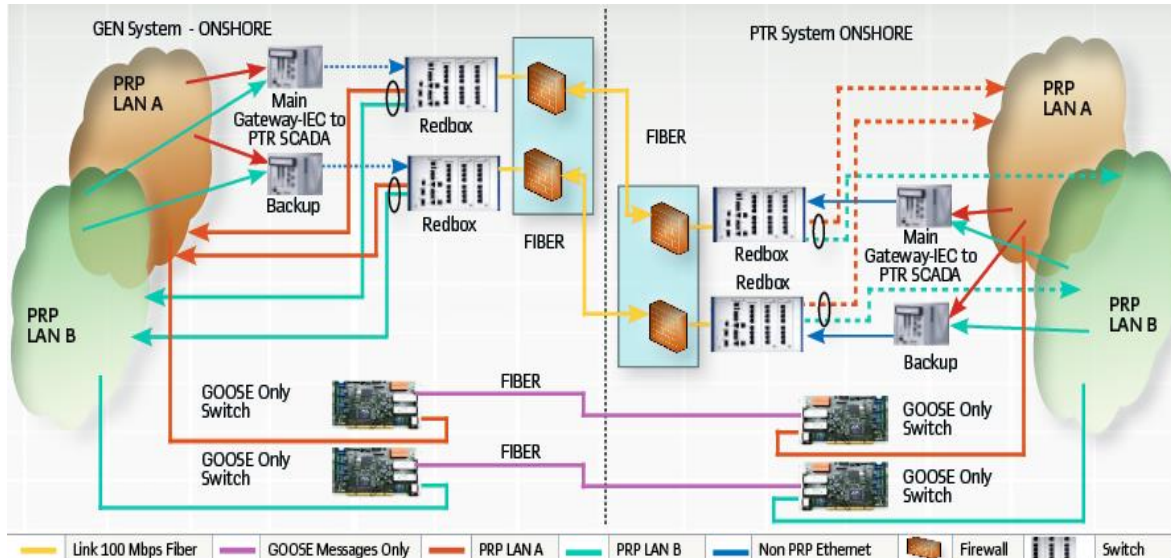 GEN System - ONSHORE
PTR System ONSHORE
PRP
LAN A
Main
Gateway-IEC to
PTR SCADA
Backup
PRP
LAN B
Redbox
Redbox
FIBER
FIBER
Redbox
Redbox
Main
Gateway-IEC to
PTR SCADA
Backup
PRP
LAN A
PRP
LAN B
GOOSE Only
Switch
FIBER
GOOSE Only
Switch
GOOSE Only
Switch
FIBER
GOOSE Only
Switch
Link 100 Mbps Fiber
GOOSE Messages Only
PRP LAN A
PRP LAN B
Non PRP Ethernet
Firewall
Switch